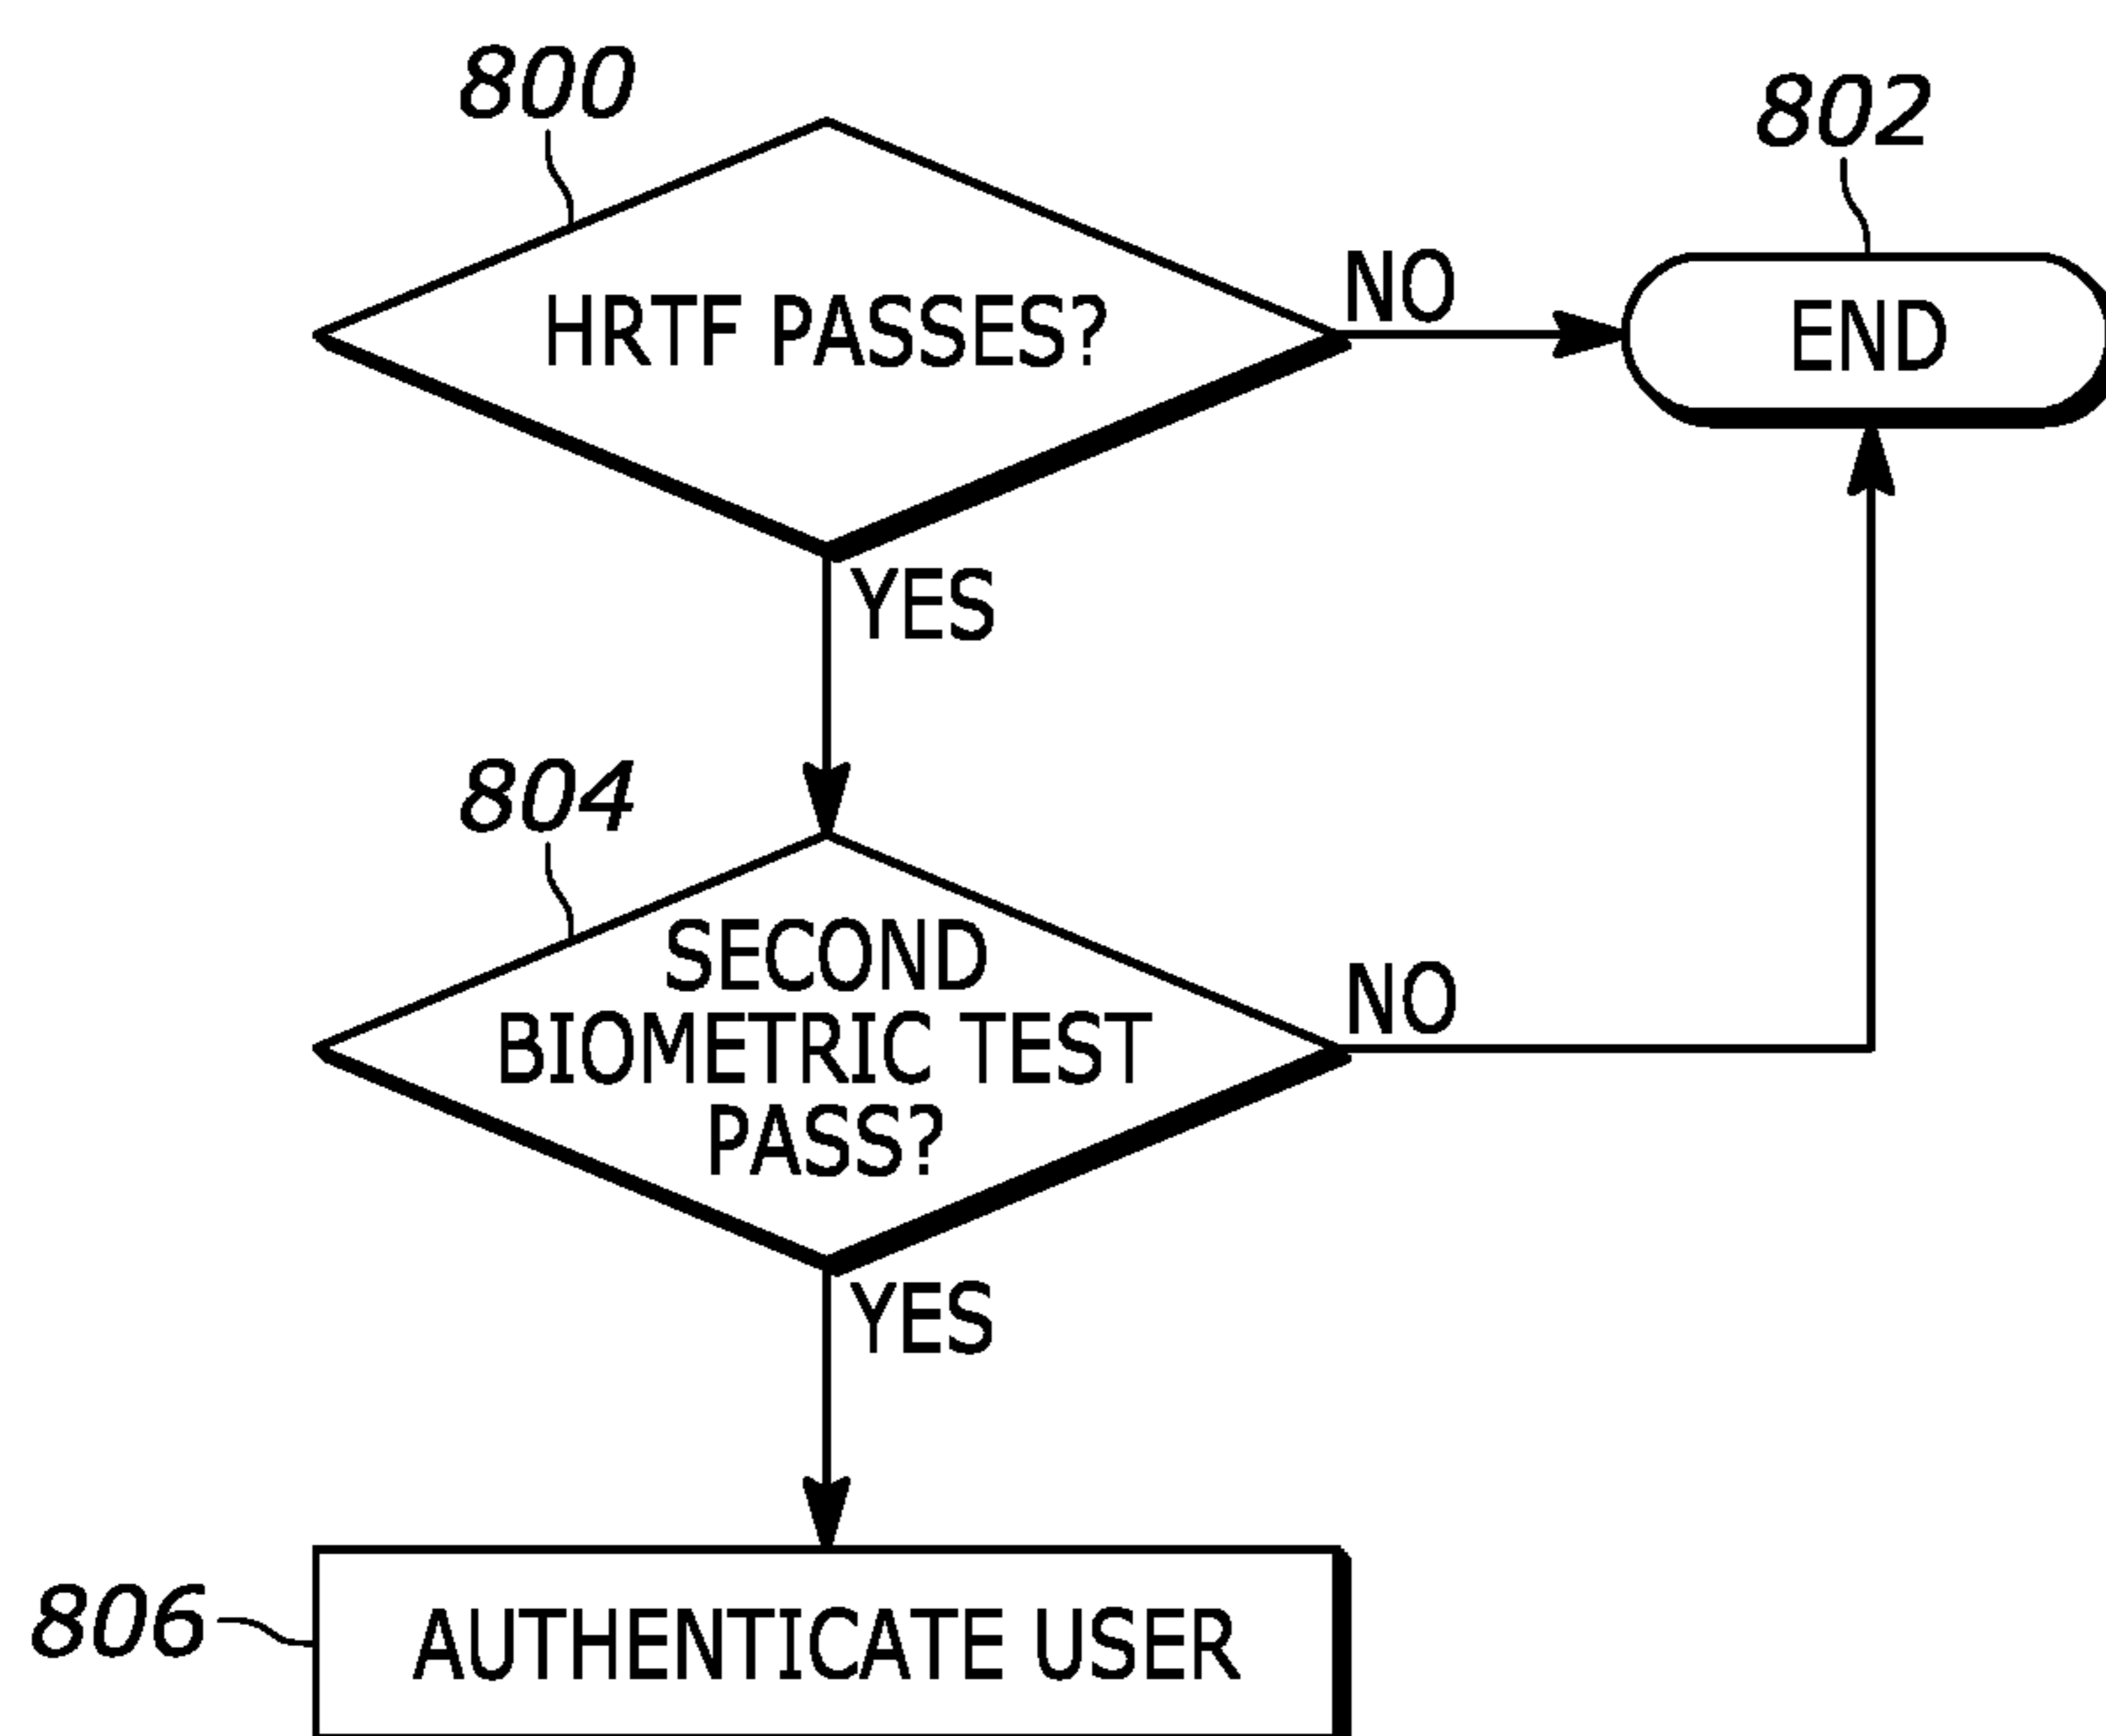 800
802
HRTF PASSES?
NO
END
YES
804
SECOND
BIOMETRIC TEST
PASS?
NO
YES
806
AUTHENTICATE USER